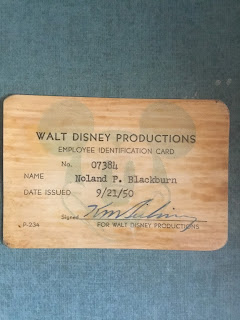 WALT DISNEY PRODUCTIONS
EMPLOYEE IDENTIFICATION CARD
No. 07384
NAME Noland P. Blackburn
DATE ISSUED 9/21/50
Signed
P-234 FOR WALT DISNEY PRODUCTIONS